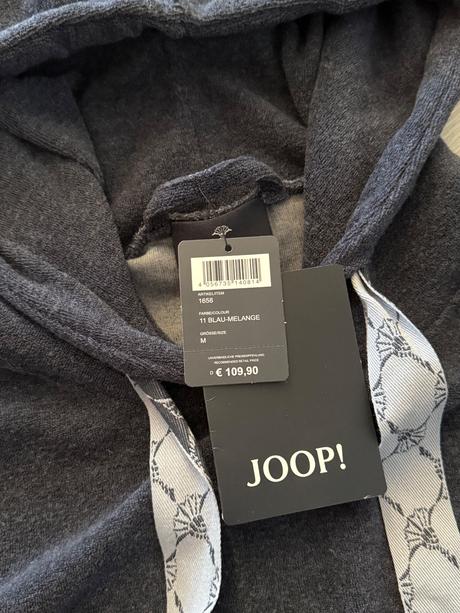 4 056735 140814
ARTIKEL/ITEM
1656
FARBE/COLOUR
11 BLAU-MELANGE
GRÖSSE/SIZE
M
UNVERBINDLICHE PREISEMPFEHLUNG
RECOMMENDED RETAIL PRICE
D € 109,90
JOOP!